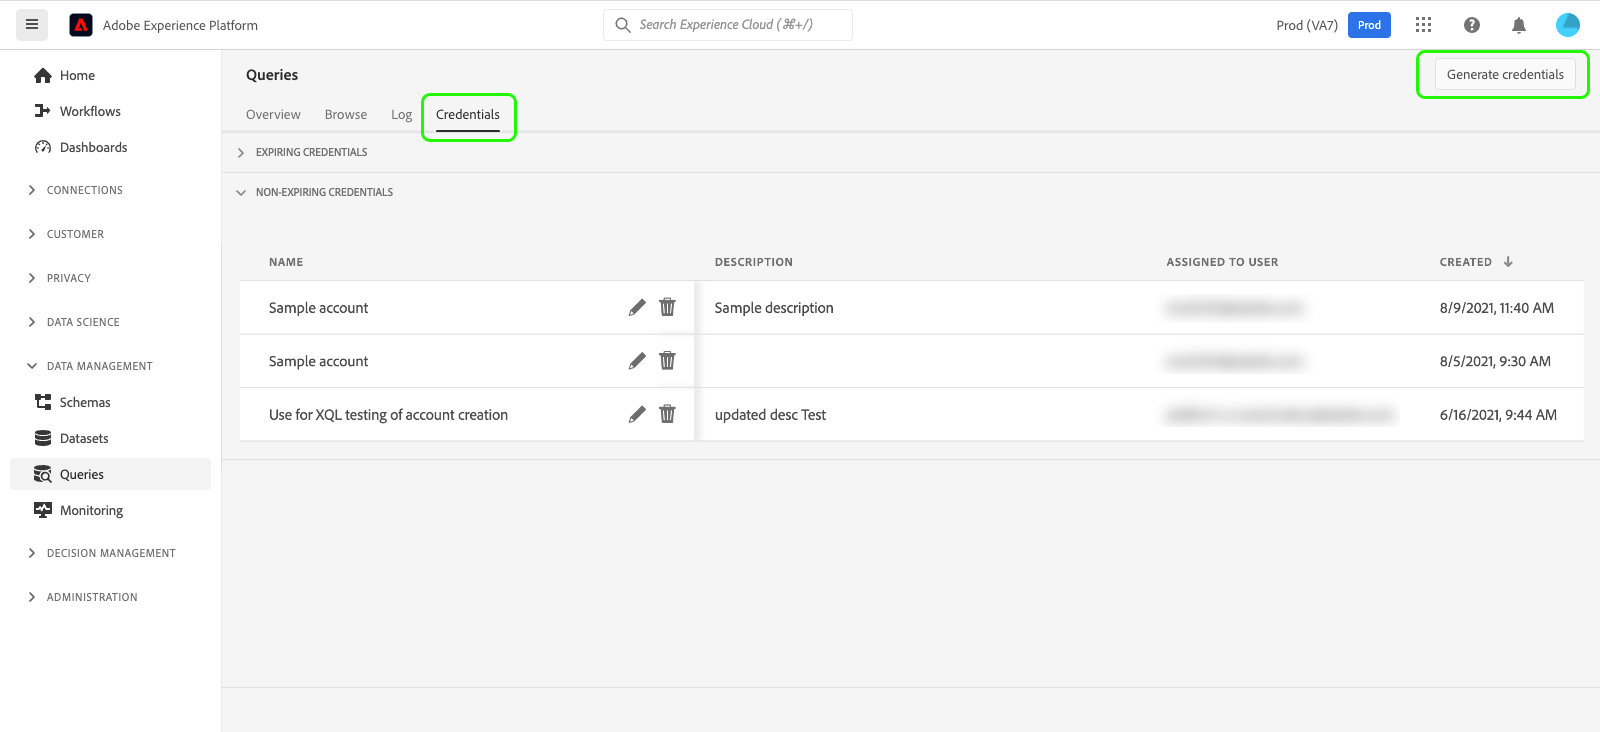 Adobe Experience Platform
Search Experience Cloud (⌘+/)
Prod (VA7)
Prod
Home
Workflows
Dashboards
CONNECTIONS
CUSTOMER
PRIVACY
DATA SCIENCE
DATA MANAGEMENT
Schemas
Datasets
Queries
Monitoring
DECISION MANAGEMENT
ADMINISTRATION
Queries
Generate credentials
Overview Browse Log Credentials
EXPIRING CREDENTIALS
NON-EXPIRING CREDENTIALS
NAME DESCRIPTION ASSIGNED TO USER CREATED
Sample account Sample description 8/9/2021, 11:40 AM
Sample account 8/5/2021, 9:30 AM
Use for XQL testing of account creation updated desc Test 6/16/2021, 9:44 AM